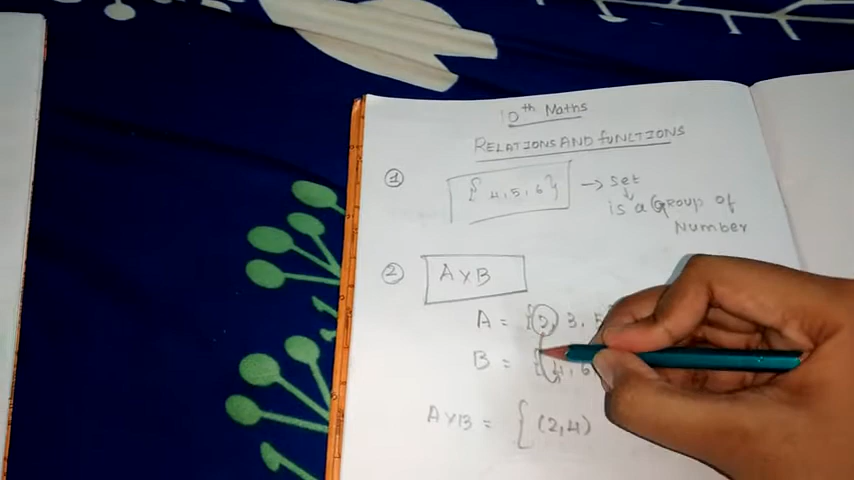 10th Maths
RELATIONS AND FUNCTIONS
① {4,5,6} → Set
↓
is a Group of
Number
② A×B
A = {2, 3, 5
B = {4, 6
A×B = { (2,4)